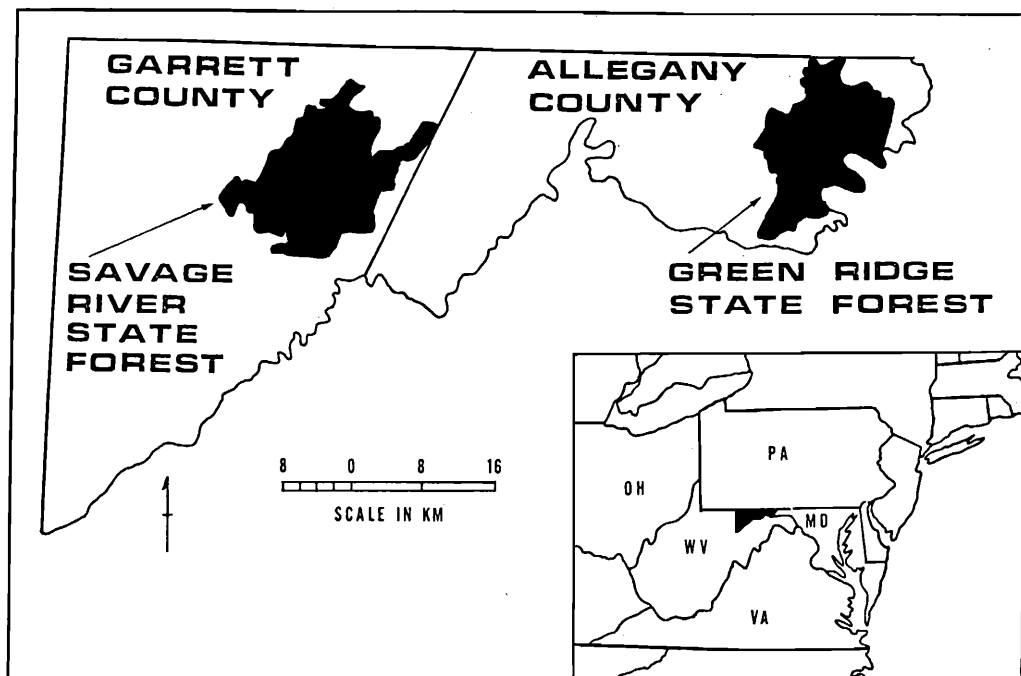 GARRETT
COUNTY
ALLEGANY
COUNTY
SAVAGE
RIVER
STATE
FOREST
GREEN RIDGE
STATE FOREST
8 0 8 16
SCALE IN KM
PA
OH
MD
WV
VA